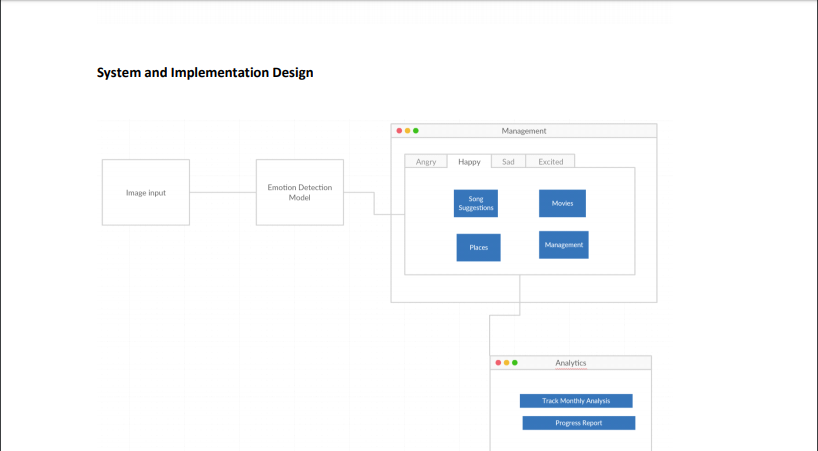 System and Implementation Design
Management
Angry Happy Sad Excited
Image input
Emotion Detection
Model
Song
Suggestions
Movies
Places
Management
Analytics
Track Monthly Analysis
Progress Report